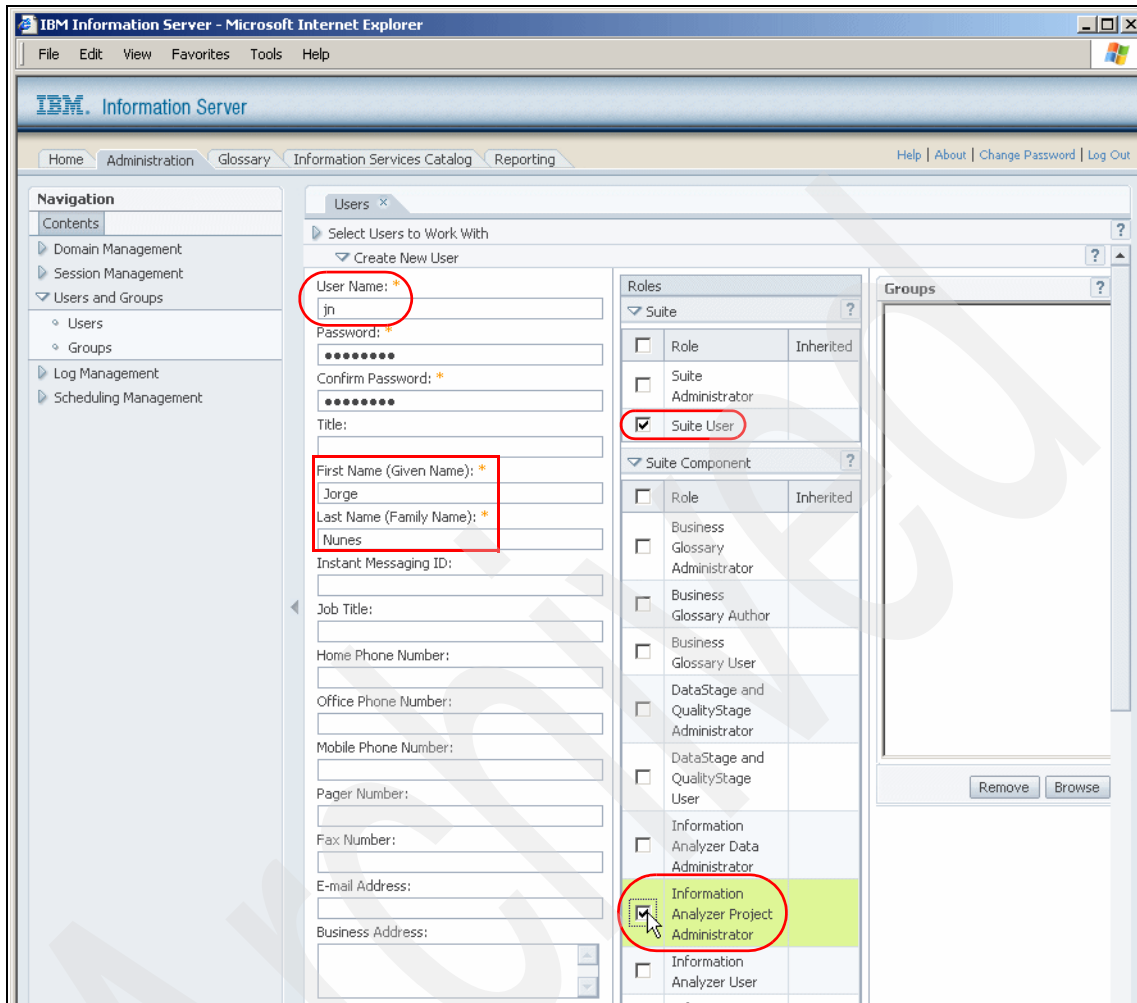 IBM Information Server - Microsoft Internet Explorer
File Edit View Favorites Tools Help
IBM. Information Server
Home Administration Glossary Information Services Catalog Reporting
Help | About | Change Password | Log Out
Navigation
Contents
Domain Management
Session Management
Users and Groups
Users
Groups
Log Management
Scheduling Management
Users ×
Select Users to Work With ?
Create New User ?
User Name: *
jn
Password: *
••••••••
Confirm Password: *
••••••••
Title:
First Name (Given Name): *
Jorge
Last Name (Family Name): *
Nunes
Instant Messaging ID:
Job Title:
Home Phone Number:
Office Phone Number:
Mobile Phone Number:
Pager Number:
Fax Number:
E-mail Address:
Business Address:
Roles
Suite ?
Role Inherited
Suite
Administrator
Suite User
Suite Component ?
Role Inherited
Business
Glossary
Administrator
Business
Glossary Author
Business
Glossary User
DataStage and
QualityStage
Administrator
DataStage and
QualityStage
User
Information
Analyzer Data
Administrator
Information
Analyzer Project
Administrator
Information
Analyzer User
Groups ?
Remove Browse
Archived